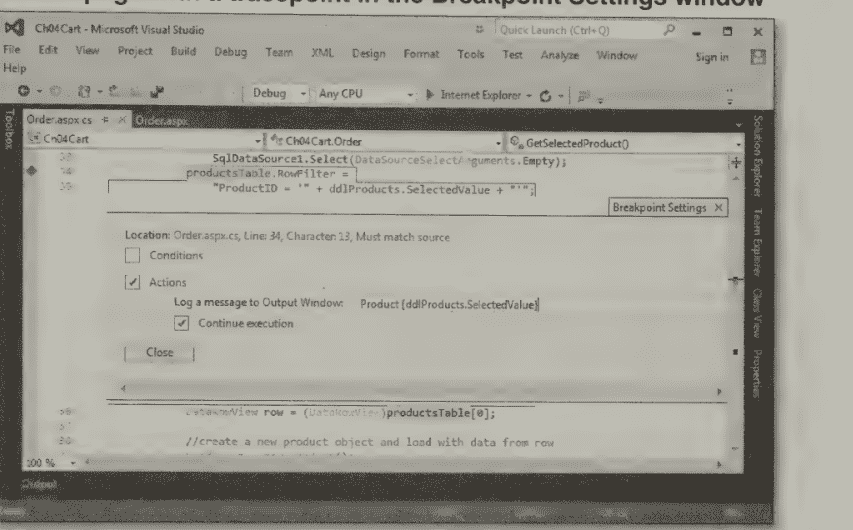 in a tracepoint in the Breakpoint Settings window
Ch04Cart - Microsoft Visual Studio
Quick Launch (Ctrl+Q)
File Edit View Project Build Debug Team XML Design Format Tools Test Analyze Window Sign in
Help
Debug Any CPU Internet Explorer
Toolbox
Order.aspx.cs Order.aspx
Ch04Cart Ch04Cart.Order GetSelectedProduct()
SqlDataSource1.Select(DataSourceSelectArguments.Empty);
34 productsTable.RowFilter =
"ProductID = '" + ddlProducts.SelectedValue + "'";
Breakpoint Settings
Location: Order.aspx.cs, Line: 34, Character: 13, Must match source
Conditions
Actions
Log a message to Output Window: Product {ddlProducts.SelectedValue}
Continue execution
Close
DataRowView row = (DataRowView)productsTable[0];
//create a new product object and load with data from row
100 %
Output
Solution Explorer
Team Explorer
Class View
Properties